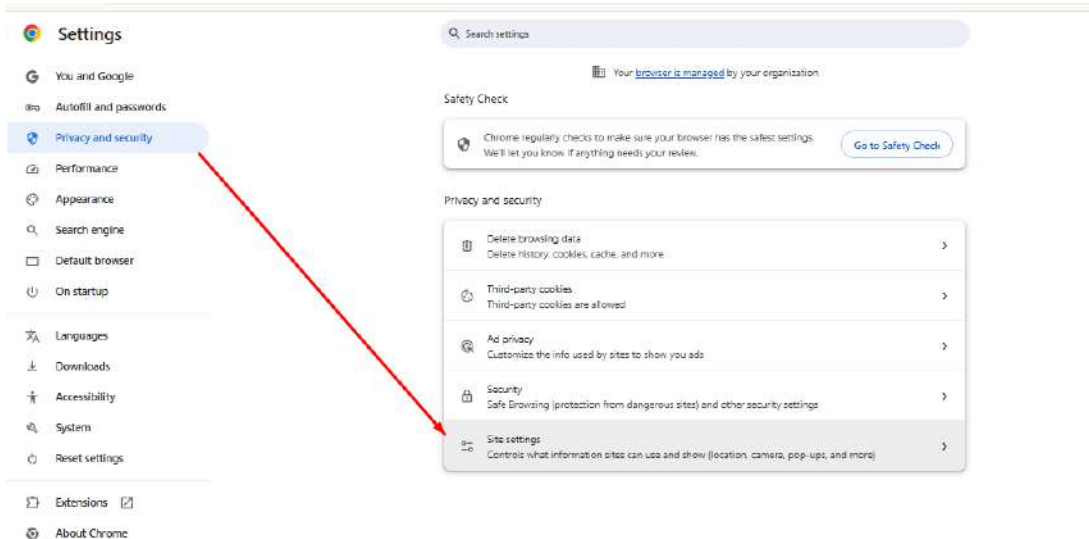 Settings
Search settings
Your browser is managed by your organization
You and Google
Autofill and passwords
Privacy and security
Performance
Appearance
Search engine
Default browser
On startup
Languages
Downloads
Accessibility
System
Reset settings
Extensions
About Chrome
Safety Check
Chrome regularly checks to make sure your browser has the safest settings.
We'll let you know if anything needs your review.
Go to Safety Check
Privacy and security
Delete browsing data
Delete history, cookies, cache, and more
Third-party cookies
Third-party cookies are allowed
Ad privacy
Customize the info used by sites to show you ads
Security
Safe Browsing (protection from dangerous sites) and other security settings
Site settings
Controls what information sites can use and show (location, camera, pop-ups, and more)